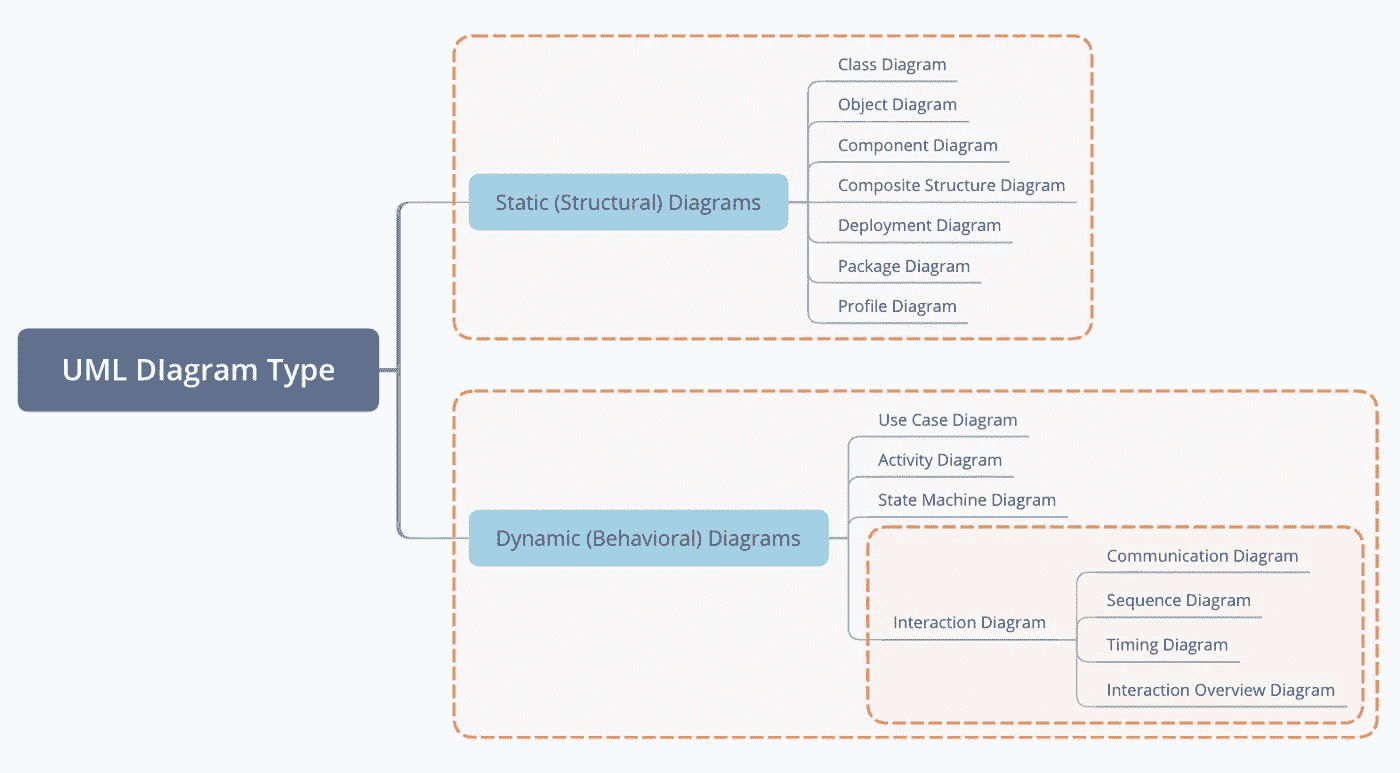 UML DIagram Type
Static (Structural) Diagrams
Class Diagram
Object Diagram
Component Diagram
Composite Structure Diagram
Deployment Diagram
Package Diagram
Profile Diagram
Dynamic (Behavioral) Diagrams
Use Case Diagram
Activity Diagram
State Machine Diagram
Interaction Diagram
Communication Diagram
Sequence Diagram
Timing Diagram
Interaction Overview Diagram